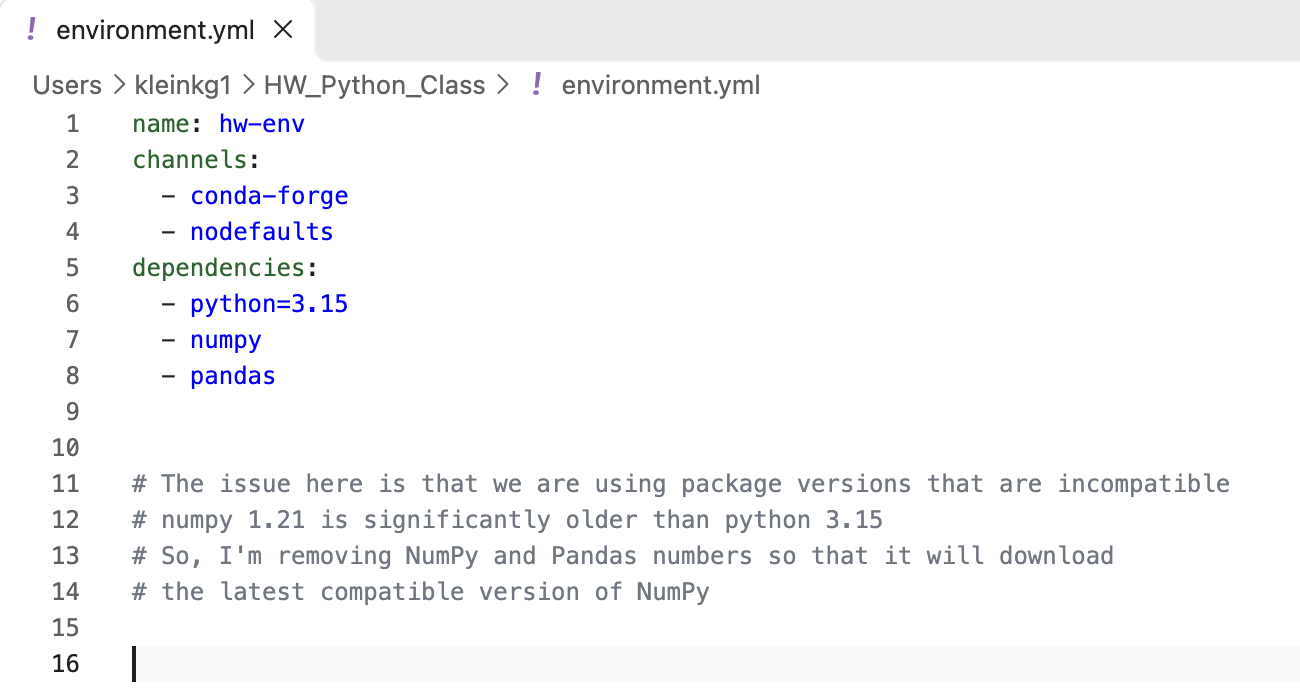 ! environment.yml ×
Users > kleinkg1 > HW_Python_Class > ! environment.yml
1 name: hw-env
2 channels:
3 - conda-forge
4 - nodefaults
5 dependencies:
6 - python=3.15
7 - numpy
8 - pandas
9
10
11 # The issue here is that we are using package versions that are incompatible
12 # numpy 1.21 is significantly older than python 3.15
13 # So, I'm removing NumPy and Pandas numbers so that it will download
14 # the latest compatible version of NumPy
15
16